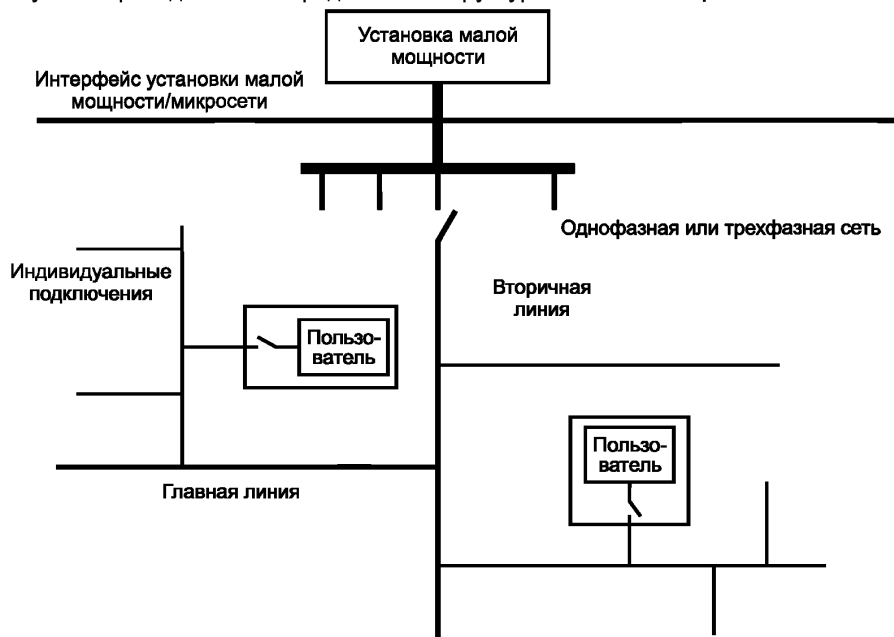 Установка малой
мощности
Интерфейс установки малой
мощности/микросети
Однофазная или трехфазная сеть
Индивидуальные
подключения
Вторичная
линия
Пользо-
ватель
Пользо-
ватель
Главная линия